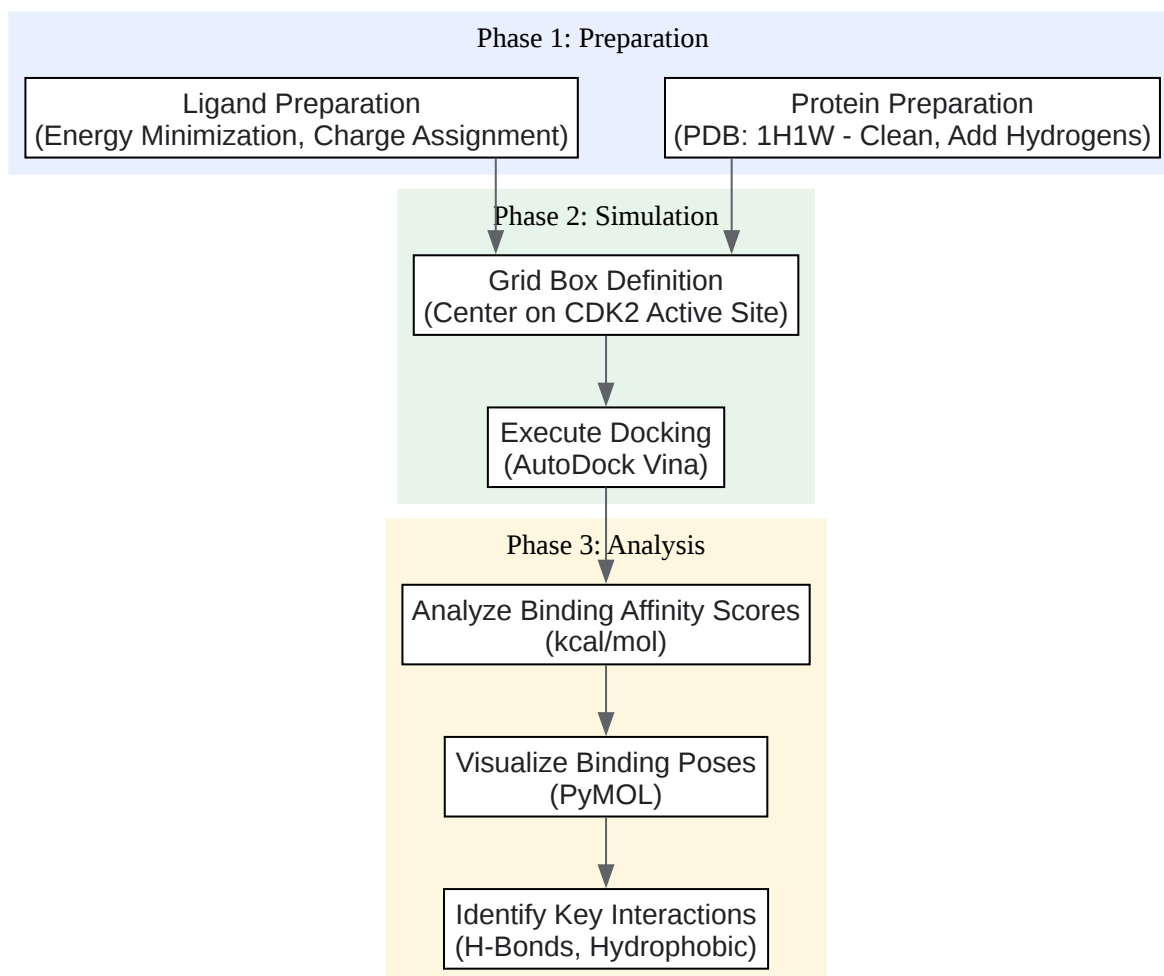 Phase 1: Preparation
Ligand Preparation
(Energy Minimization, Charge Assignment)
Protein Preparation
(PDB: 1H1W - Clean, Add Hydrogens)
Phase 2: Simulation
Grid Box Definition
(Center on CDK2 Active Site)
Execute Docking
(AutoDock Vina)
Phase 3: Analysis
Analyze Binding Affinity Scores
(kcal/mol)
Visualize Binding Poses
(PyMOL)
Identify Key Interactions
(H-Bonds, Hydrophobic)